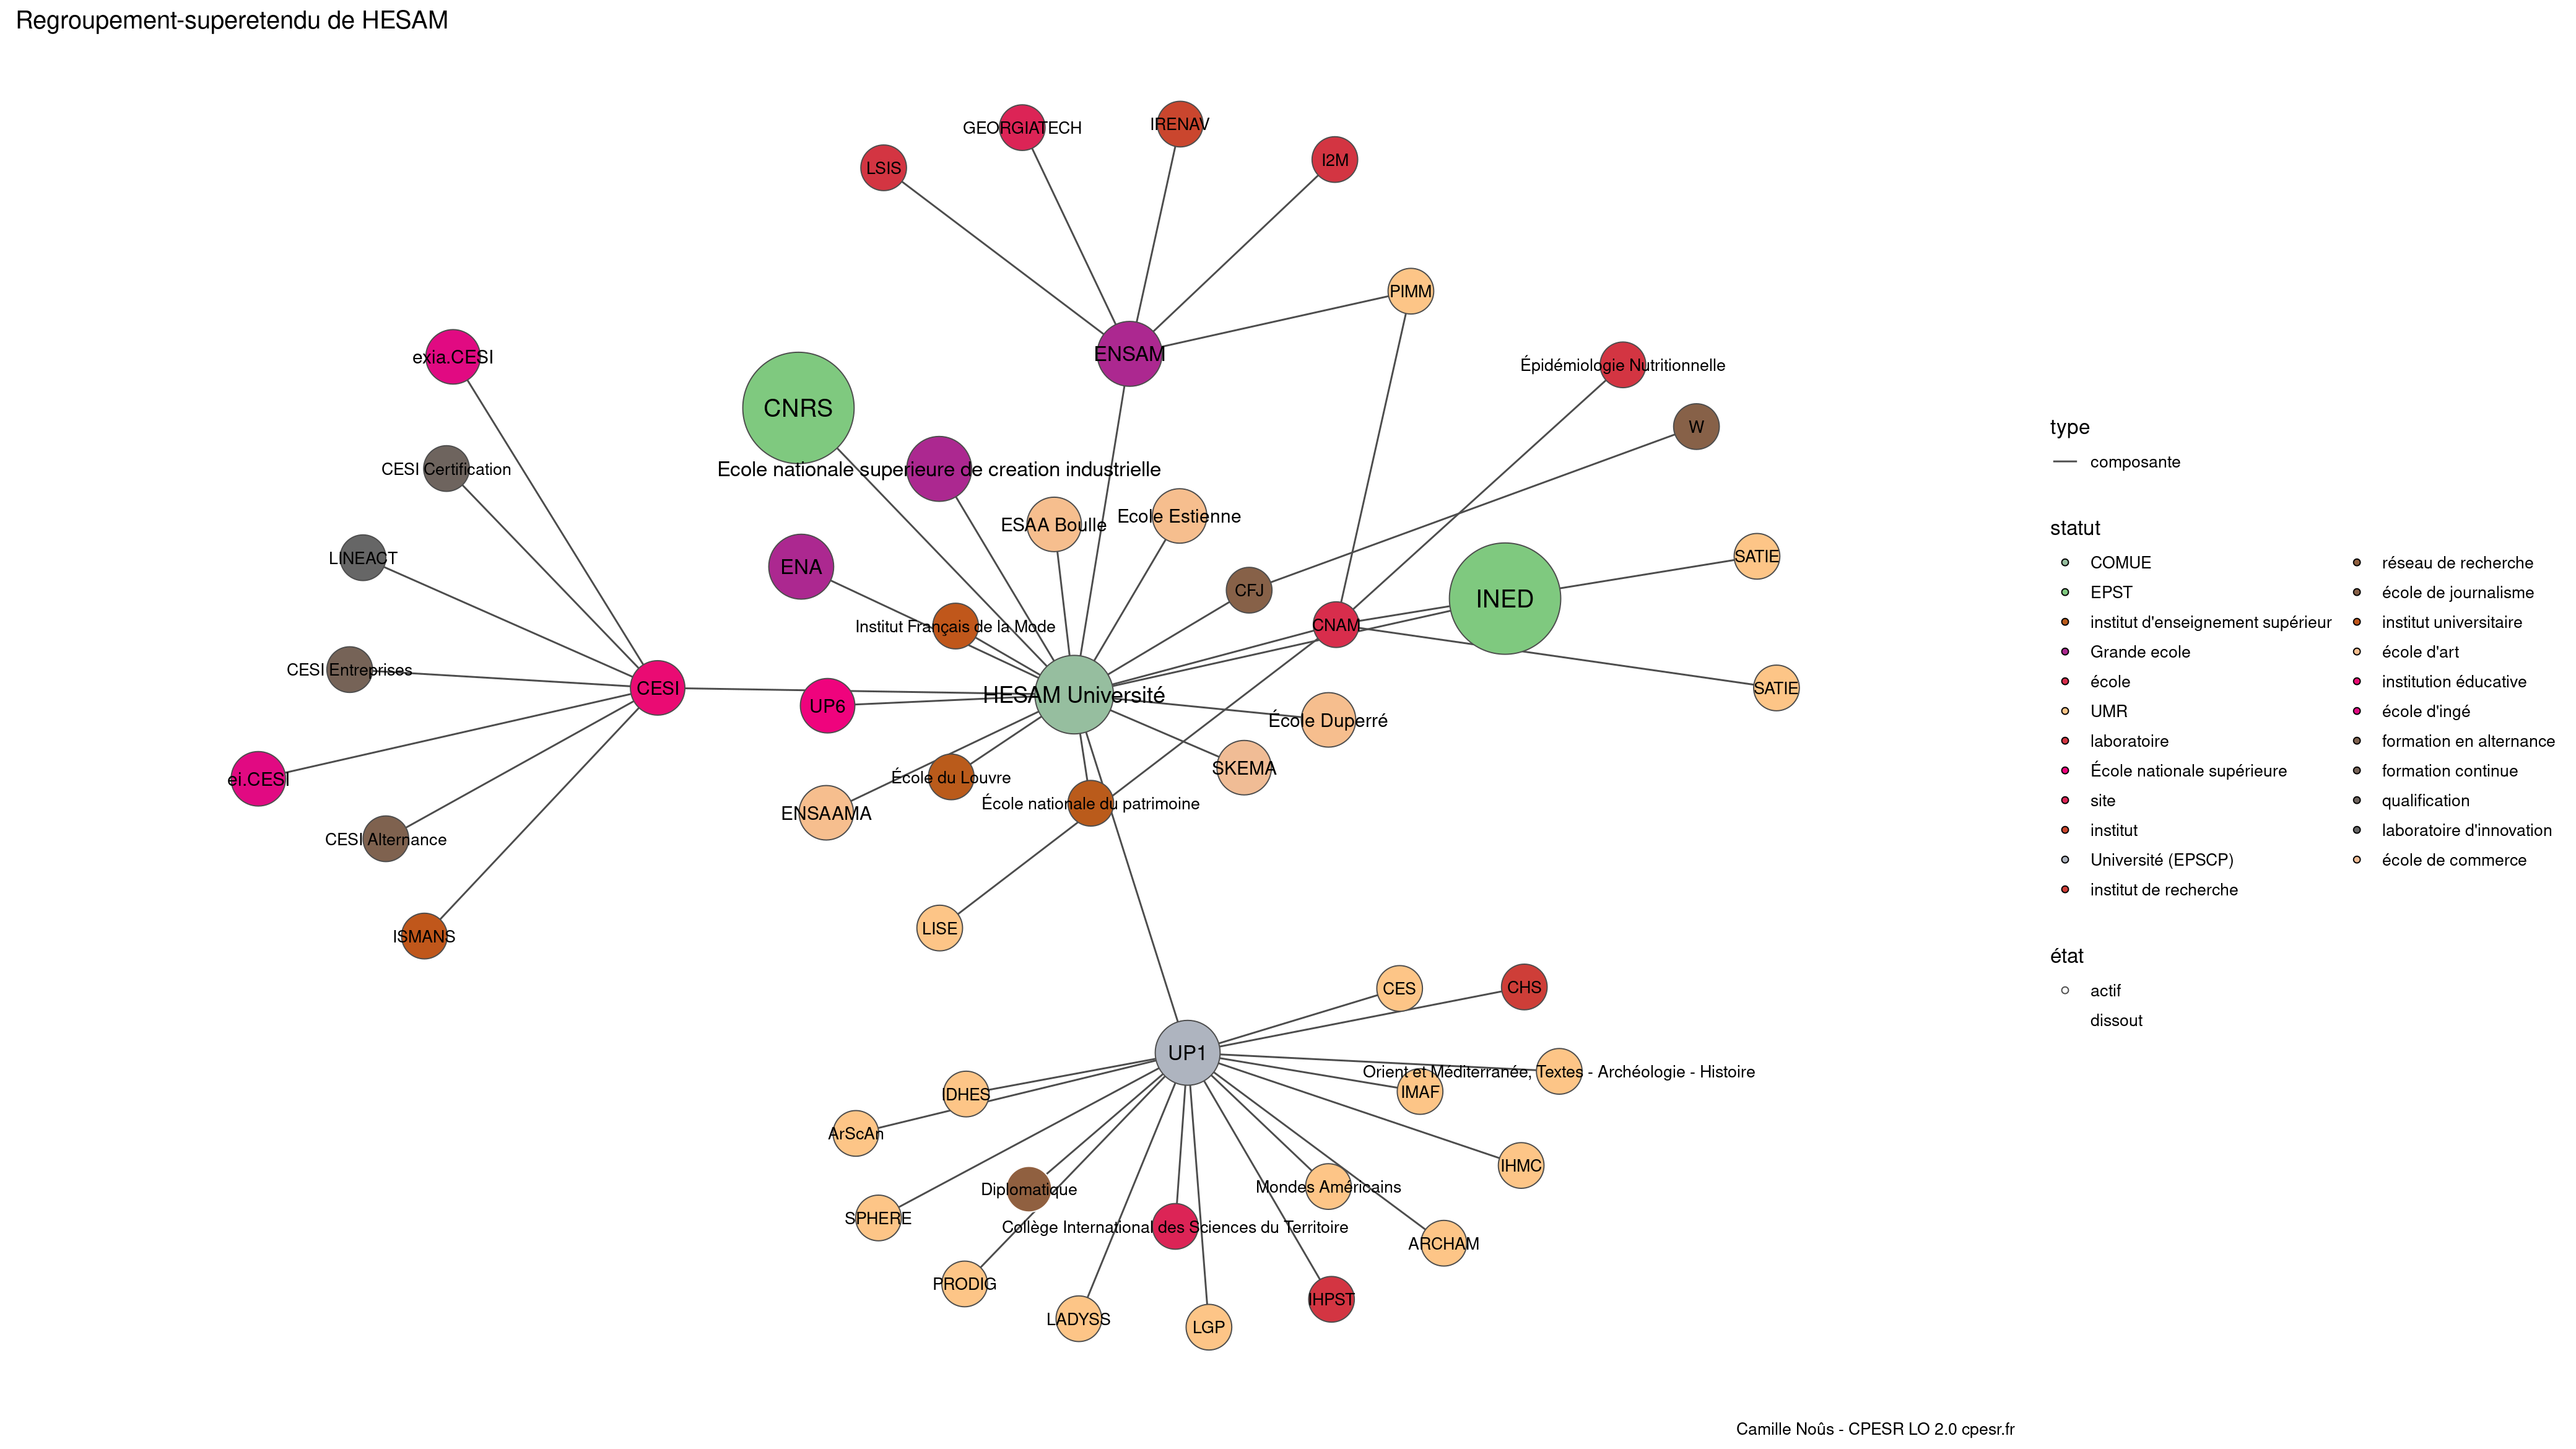 Regroupement-superetendu de HESAM
GEORGIATECH
IRENAV
LSIS
I2M
PIMM
ENSAM
exia.CESI
Épidémiologie Nutritionnelle
CNRS
W
CESI Certification
Ecole nationale superieure de creation industrielle
ESAA Boulle
Ecole Estienne
LINEACT
SATIE
ENA
CFJ
INED
Institut Français de la Mode
CNAM
CESI Entreprises
CESI
HESAM Université
SATIE
UP6
École Duperré
ei.CESI
École du Louvre
SKEMA
École nationale du patrimoine
ENSAAMA
CESI Alternance
LISE
ISMANS
CES
CHS
UP1
Orient et Méditerranée, Textes - Archéologie - Histoire
IDHES
IMAF
ArScAn
IHMC
Diplomatique
Mondes Américains
SPHERE
Collège International des Sciences du Territoire
ARCHAM
PRODIG
IHPST
LADYSS
LGP
type
composante
statut
COMUE
EPST
institut d'enseignement supérieur
Grande ecole
école
UMR
laboratoire
École nationale supérieure
site
institut
Université (EPSCP)
institut de recherche
réseau de recherche
école de journalisme
institut universitaire
école d'art
institution éducative
école d'ingé
formation en alternance
formation continue
qualification
laboratoire d'innovation
école de commerce
état
actif
dissout
Camille Noûs - CPESR LO 2.0 cpesr.fr